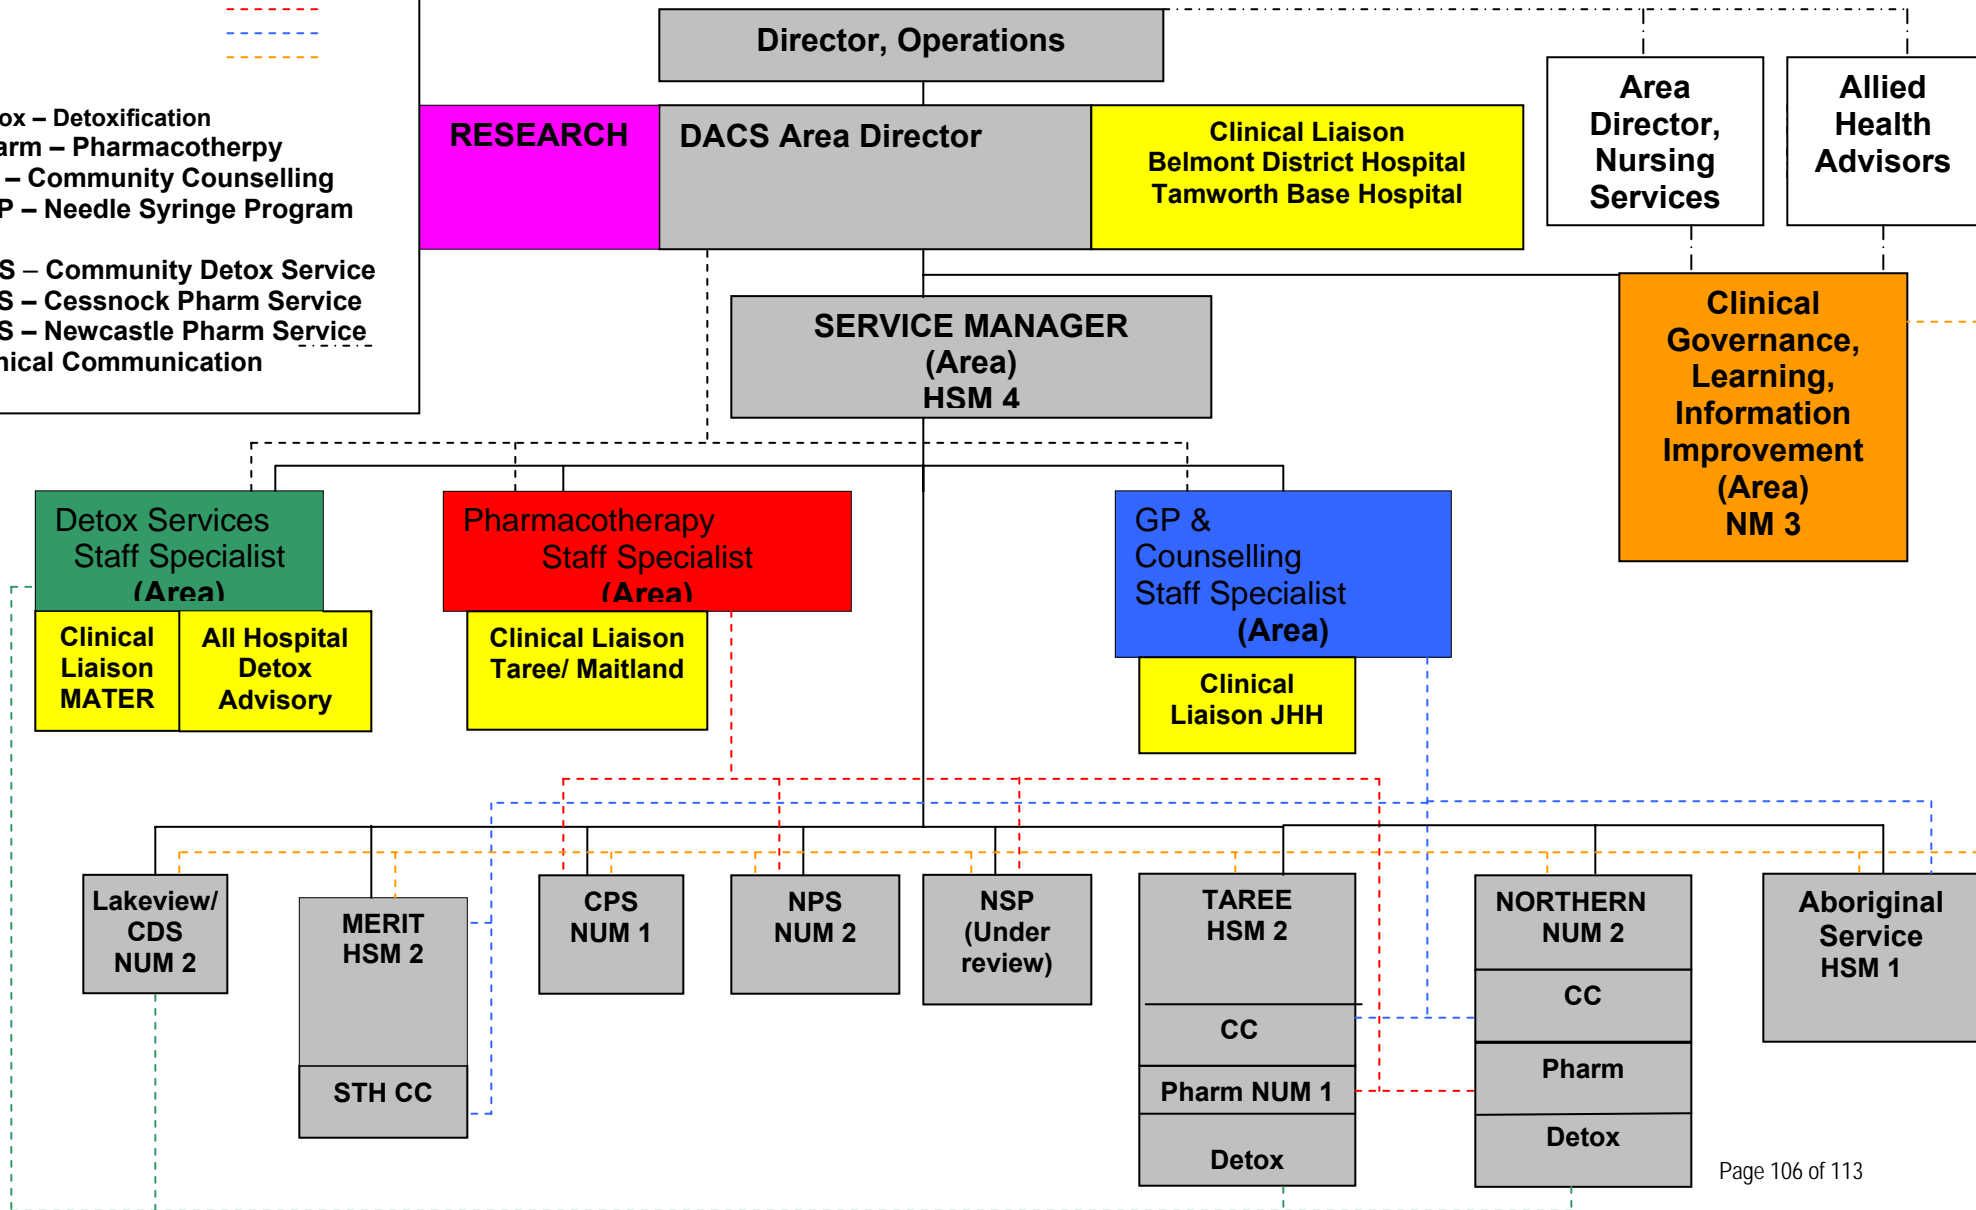 ox – Detoxification
arm – Pharmacotherpy
– Community Counselling
P – Needle Syringe Program
S – Community Detox Service
S – Cessnock Pharm Service
S – Newcastle Pharm Service
nical Communication
Director, Operations
RESEARCH
DACS Area Director
Clinical Liaison
Belmont District Hospital
Tamworth Base Hospital
Area
Director,
Nursing
Services
Allied
Health
Advisors
SERVICE MANAGER
(Area)
HSM 4
Clinical
Governance,
Learning,
Information
Improvement
(Area)
NM 3
Detox Services
Staff Specialist
(Area)
Clinical
Liaison
MATER
All Hospital
Detox
Advisory
Pharmacotherapy
Staff Specialist
(Area)
Clinical Liaison
Taree/ Maitland
GP &
Counselling
Staff Specialist
(Area)
Clinical
Liaison JHH
Lakeview/
CDS
NUM 2
MERIT
HSM 2
STH CC
CPS
NUM 1
NPS
NUM 2
NSP
(Under
review)
TAREE
HSM 2
CC
Pharm NUM 1
Detox
NORTHERN
NUM 2
CC
Pharm
Detox
Aboriginal
Service
HSM 1
Page 106 of 113